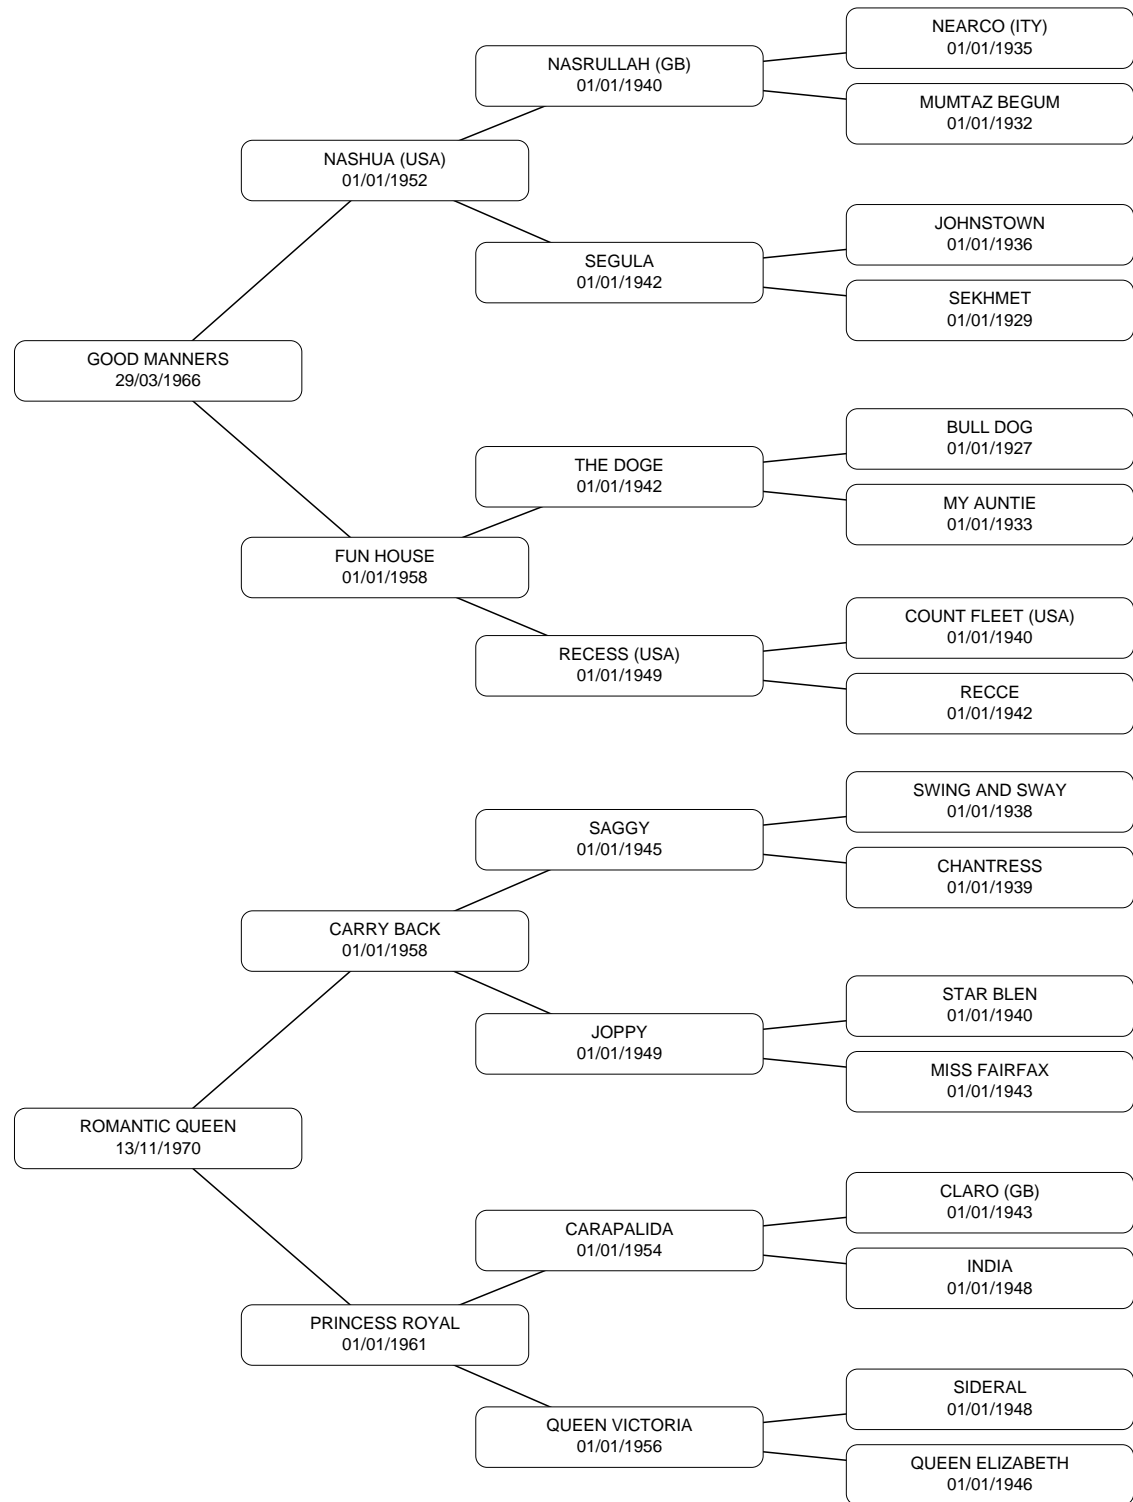 NEARCO (ITY)
01/01/1935
NASRULLAH (GB)
01/01/1940
MUMTAZ BEGUM
01/01/1932
NASHUA (USA)
01/01/1952
JOHNSTOWN
01/01/1936
SEGULA
01/01/1942
SEKHMET
01/01/1929
GOOD MANNERS
29/03/1966
BULL DOG
01/01/1927
THE DOGE
01/01/1942
MY AUNTIE
01/01/1933
FUN HOUSE
01/01/1958
COUNT FLEET (USA)
01/01/1940
RECESS (USA)
01/01/1949
RECCE
01/01/1942
SWING AND SWAY
01/01/1938
SAGGY
01/01/1945
CHANTRESS
01/01/1939
CARRY BACK
01/01/1958
STAR BLEN
01/01/1940
JOPPY
01/01/1949
MISS FAIRFAX
01/01/1943
ROMANTIC QUEEN
13/11/1970
CLARO (GB)
01/01/1943
CARAPALIDA
01/01/1954
INDIA
01/01/1948
PRINCESS ROYAL
01/01/1961
SIDERAL
01/01/1948
QUEEN VICTORIA
01/01/1956
QUEEN ELIZABETH
01/01/1946